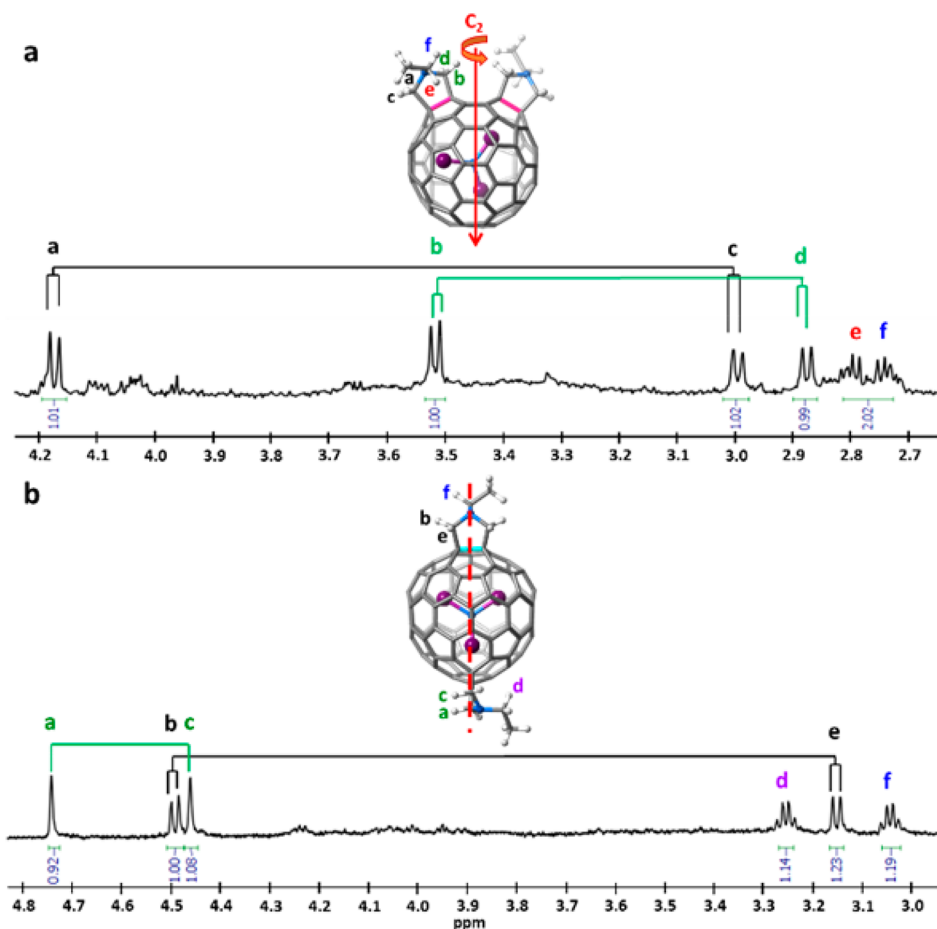 a
C2
f
d
a
b
e
c
a
b
c
d
e
f
1.01
1.00
1.02
0.99
2.02
4.2 4.1 4.0 3.9 3.8 3.7 3.6 3.5 3.4 3.3 3.2 3.1 3.0 2.9 2.8 2.7
b
f
b
e
c
d
a
a
b c
e
d
f
0.92
1.00
1.08
1.14
1.23
1.19
4.8 4.7 4.6 4.5 4.4 4.3 4.2 4.1 4.0 3.9 3.8 3.7 3.6 3.5 3.4 3.3 3.2 3.1 3.0
ppm